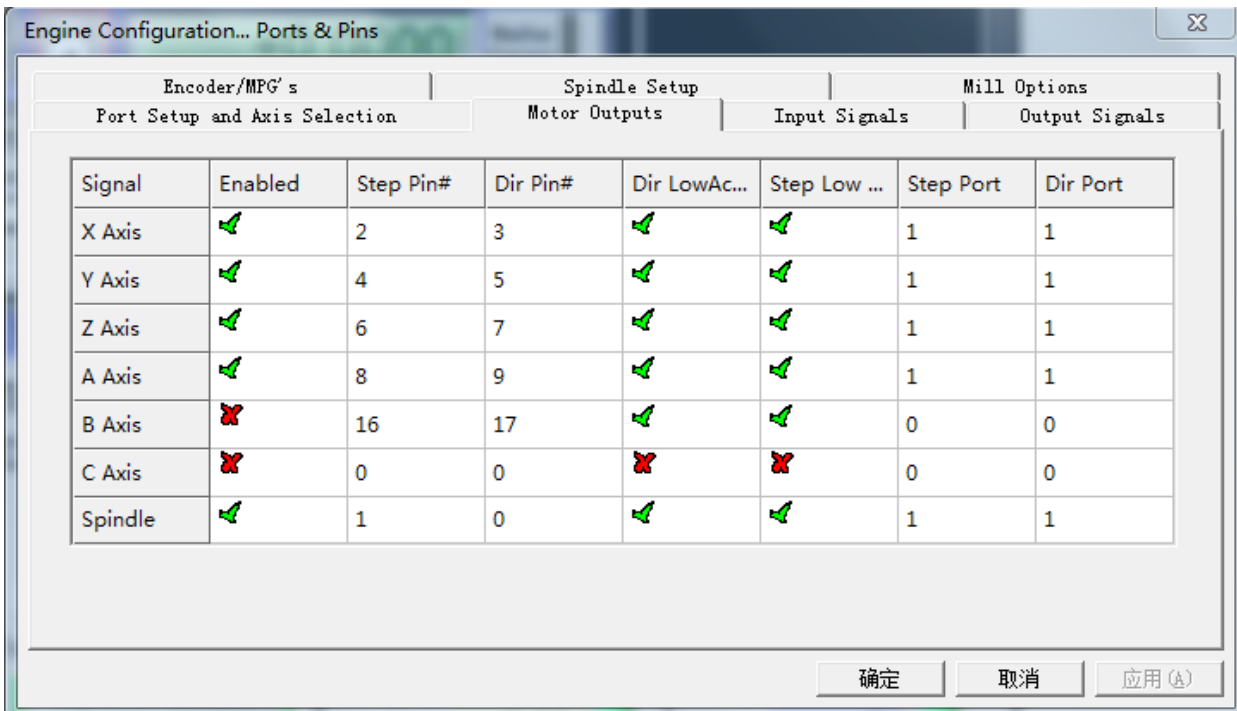 Engine Configuration... Ports & Pins
Encoder/MPG's Spindle Setup Mill Options
Port Setup and Axis Selection Motor Outputs Input Signals Output Signals
Signal Enabled Step Pin# Dir Pin# Dir LowAc... Step Low ... Step Port Dir Port
X Axis 2 3 1 1
Y Axis 4 5 1 1
Z Axis 6 7 1 1
A Axis 8 9 1 1
B Axis 16 17 0 0
C Axis 0 0 0 0
Spindle 1 0 1 1
确定 取消 应用(A)